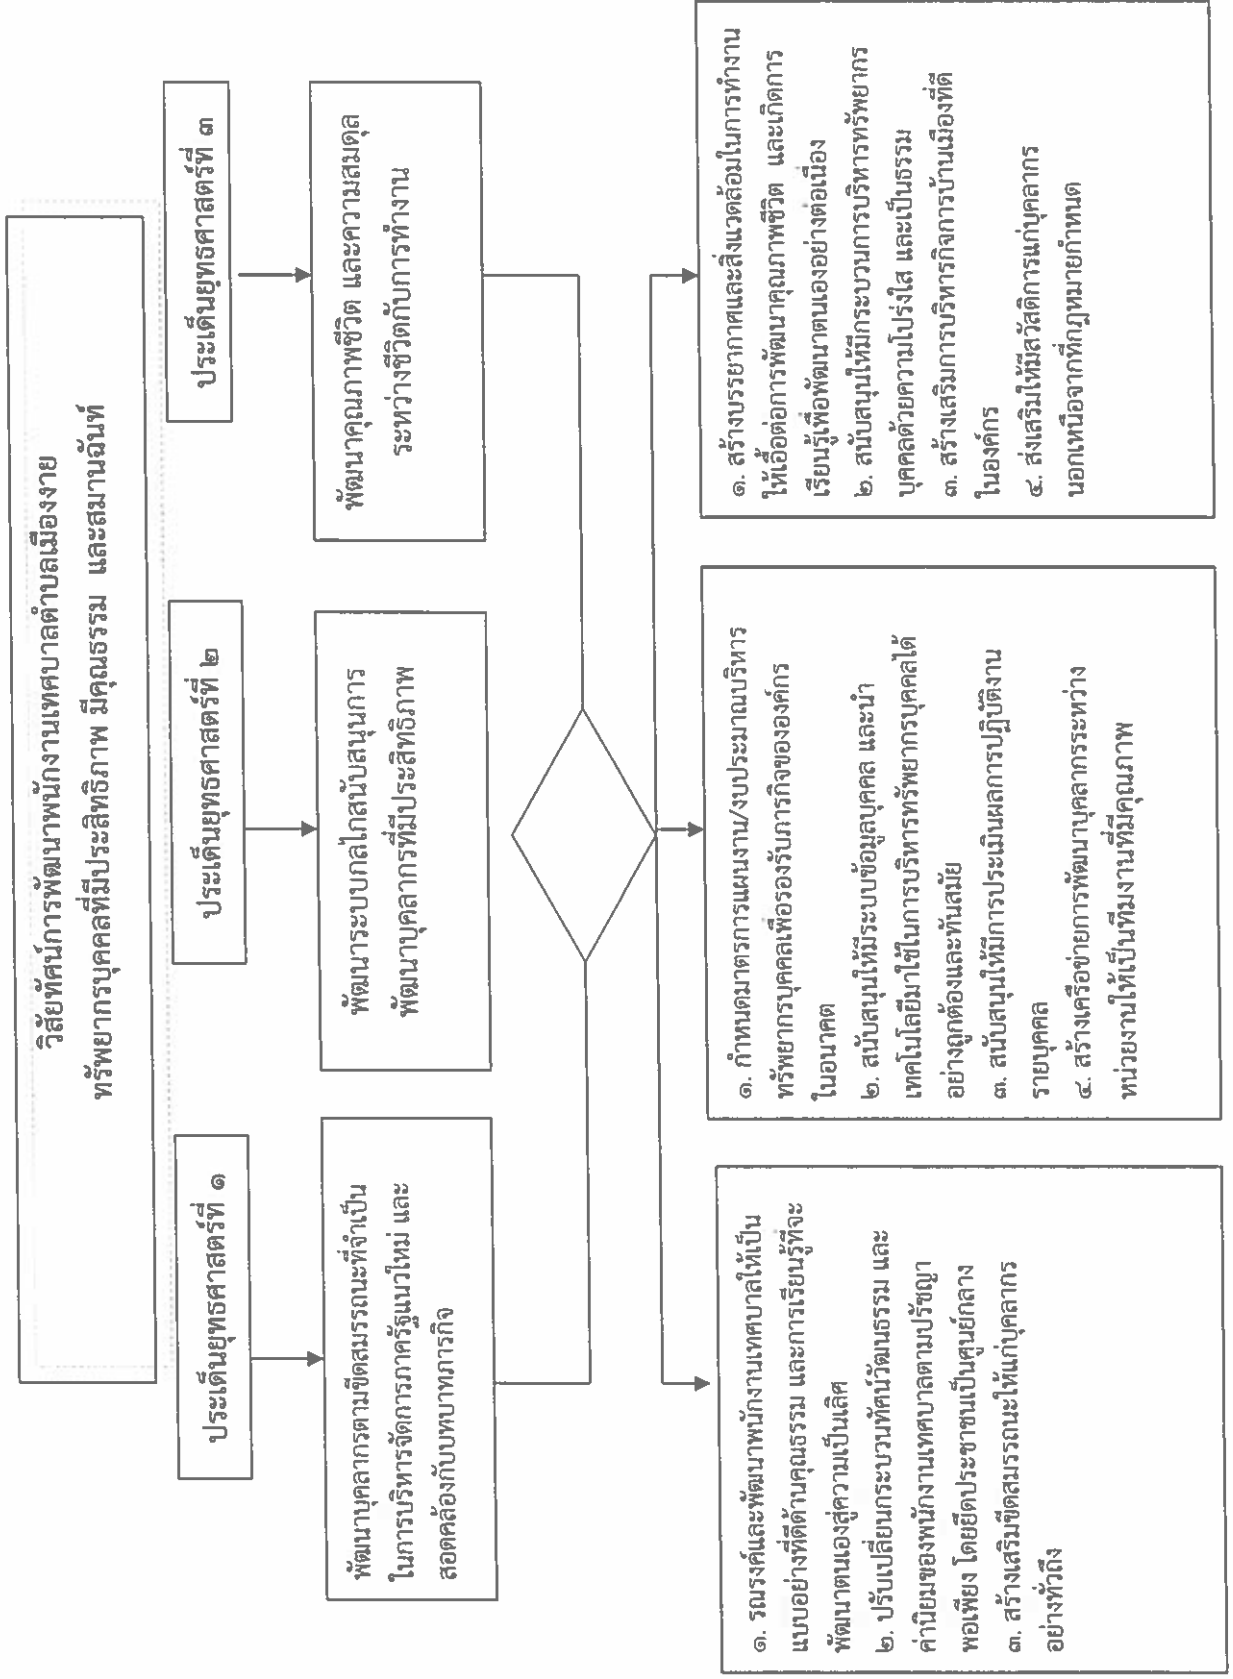 วิสัยทัศน์การพัฒนาพนักงานเทศบาลตำบลเมืองงาย
ทรัพยากรบุคคลที่มีประสิทธิภาพ มีคุณธรรม และสมานฉันท์
ประเด็นยุทธศาสตร์ที่ ๑
พัฒนาบุคลากรตามขีดสมรรถนะที่จำเป็น
ในการบริหารจัดการภาครัฐแนวใหม่ และ
สอดคล้องกับบทบาทภารกิจ
ประเด็นยุทธศาสตร์ที่ ๒
พัฒนาระบบกลไกสนับสนุนการ
พัฒนาบุคลากรที่มีประสิทธิภาพ
ประเด็นยุทธศาสตร์ที่ ๓
พัฒนาคุณภาพชีวิต และความสมดุล
ระหว่างชีวิตกับการทำงาน
๑. รณรงค์และพัฒนาพนักงานเทศบาลให้เป็น
แบบอย่างที่ดีด้านคุณธรรม และการเรียนรู้ที่จะ
พัฒนาตนเองสู่ความเป็นเลิศ
๒. ปรับเปลี่ยนกระบวนทัศน์วัฒนธรรม และ
ค่านิยมของพนักงานเทศบาลตามปรัชญา
พอเพียง โดยยึดประชาชนเป็นศูนย์กลาง
๓. สร้างเสริมขีดสมรรถนะให้แก่บุคลากร
อย่างทั่วถึง
๑. กำหนดมาตรการแผนงาน/งบประมาณบริหาร
ทรัพยากรบุคคลเพื่อรองรับภารกิจขององค์กร
ในอนาคต
๒. สนับสนุนให้มีระบบข้อมูลบุคคล และนำ
เทคโนโลยีมาใช้ในการบริหารทรัพยากรบุคคลได้
อย่างถูกต้องและทันสมัย
๓. สนับสนุนให้มีการประเมินผลการปฏิบัติงาน
รายบุคคล
๔. สร้างเครือข่ายการพัฒนาบุคลากรระหว่าง
หน่วยงานให้เป็นทีมงานที่มีคุณภาพ
๑. สร้างบรรยากาศและสิ่งแวดล้อมในการทำงาน
ให้เอื้อต่อการพัฒนาคุณภาพชีวิต และเกิดการ
เรียนรู้เพื่อพัฒนาตนเองอย่างต่อเนื่อง
๒. สนับสนุนให้มีกระบวนการบริหารทรัพยากร
บุคคลด้วยความโปร่งใส และเป็นธรรม
๓. สร้างเสริมการบริหารกิจการบ้านเมืองที่ดี
ในองค์กร
๔. ส่งเสริมให้มีสวัสดิการแก่บุคลากร
นอกเหนือจากที่กฎหมายกำหนด